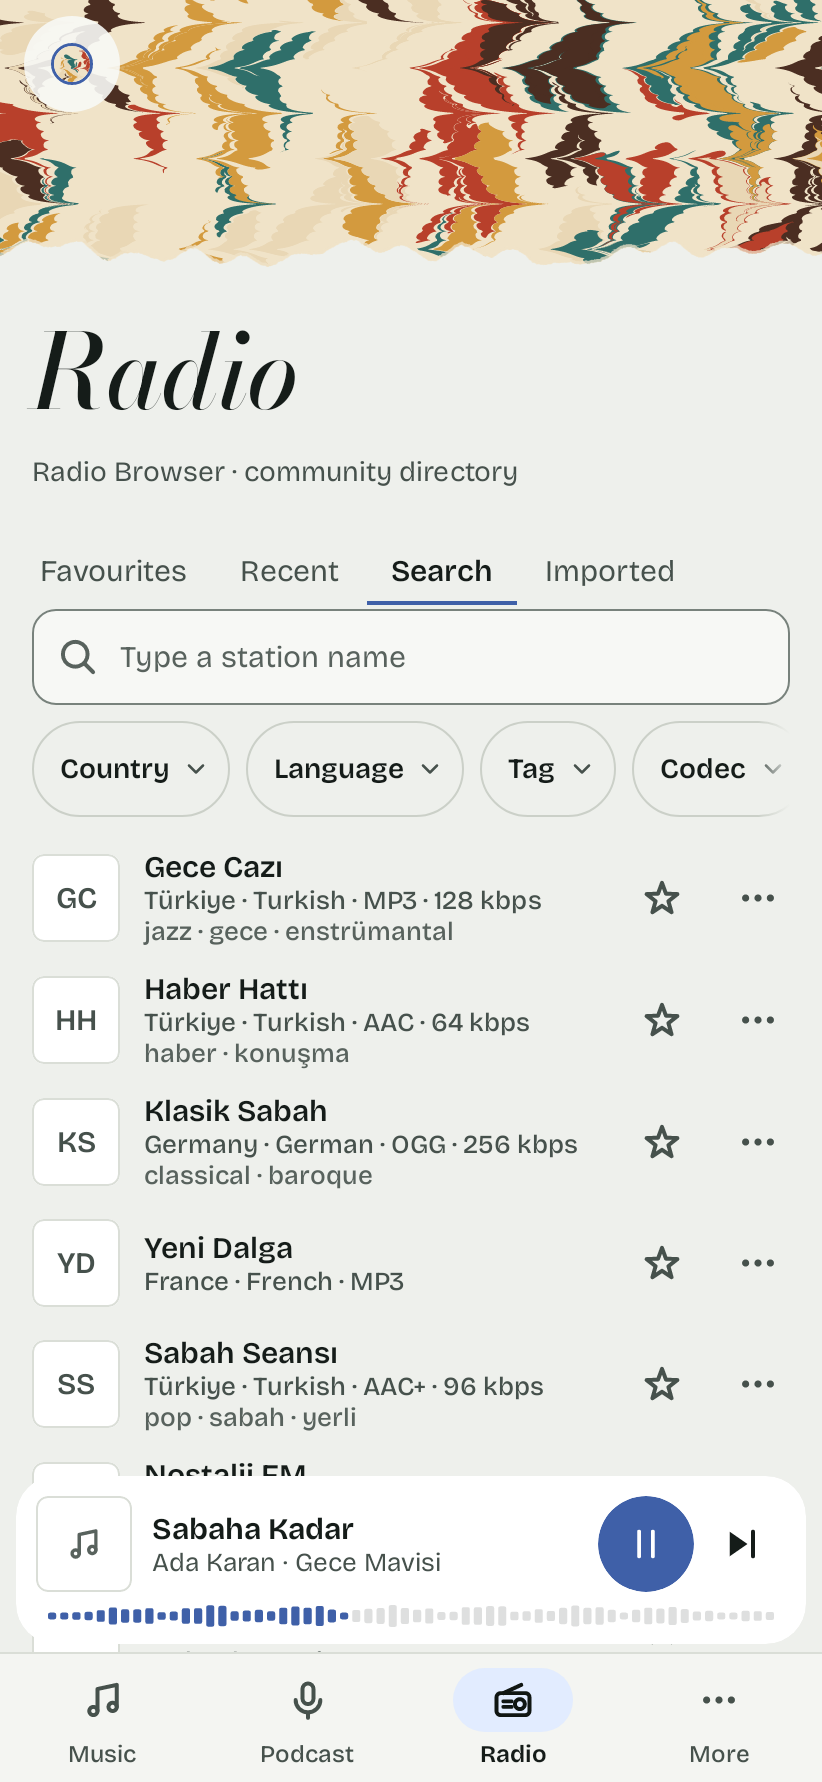 Radio
Radio Browser · community directory
Favourites Recent Search Imported
Type a station name
Country Language Tag Codec
GC
Gece Cazı
Türkiye · Turkish · MP3 · 128 kbps
jazz · gece · enstrümantal
HH
Haber Hattı
Türkiye · Turkish · AAC · 64 kbps
haber · konuşma
KS
Klasik Sabah
Germany · German · OGG · 256 kbps
classical · baroque
YD
Yeni Dalga
France · French · MP3
SS
Sabah Seansı
Türkiye · Turkish · AAC+ · 96 kbps
pop · sabah · yerli
Nostalji FM
Sabaha Kadar
Ada Karan · Gece Mavisi
Music Podcast Radio More